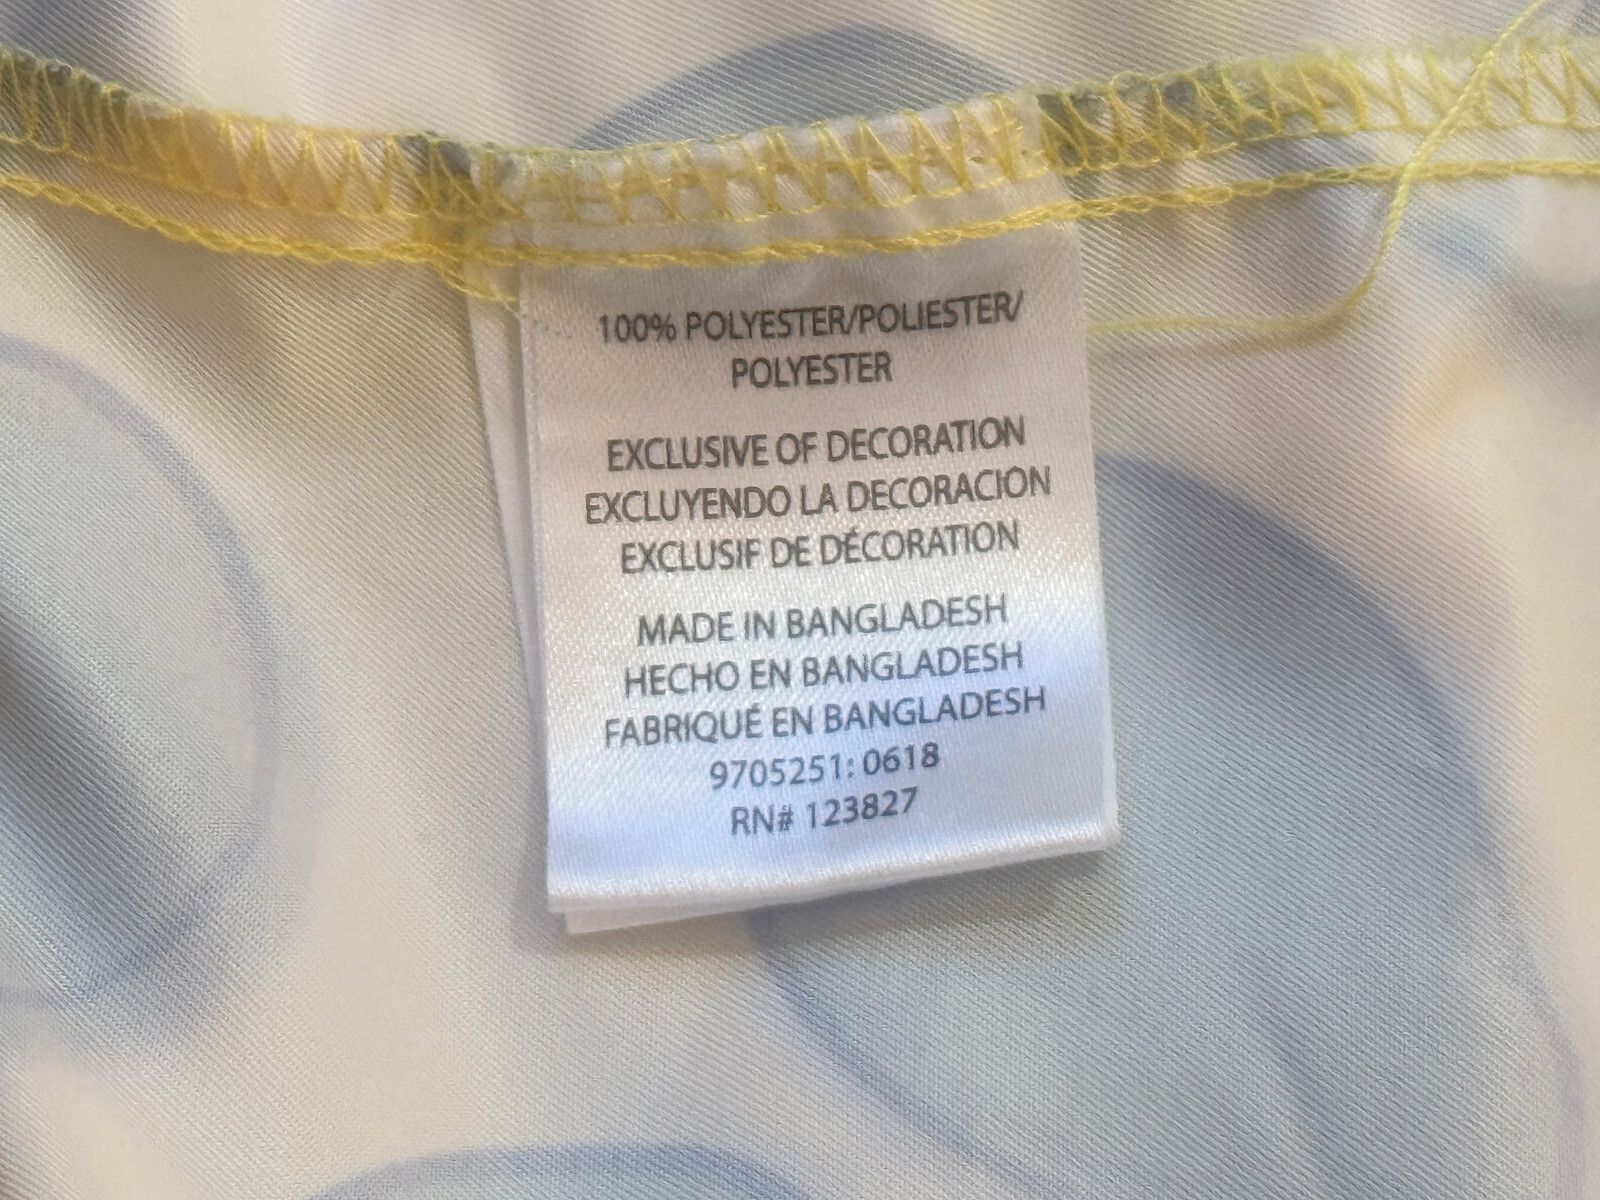 100% POLYESTER/POLIESTER/
POLYESTER
EXCLUSIVE OF DECORATION
EXCLUYENDO LA DECORACION
EXCLUSIF DE DÉCORATION
MADE IN BANGLADESH
HECHO EN BANGLADESH
FABRIQUÉ EN BANGLADESH
9705251: 0618
RN# 123827